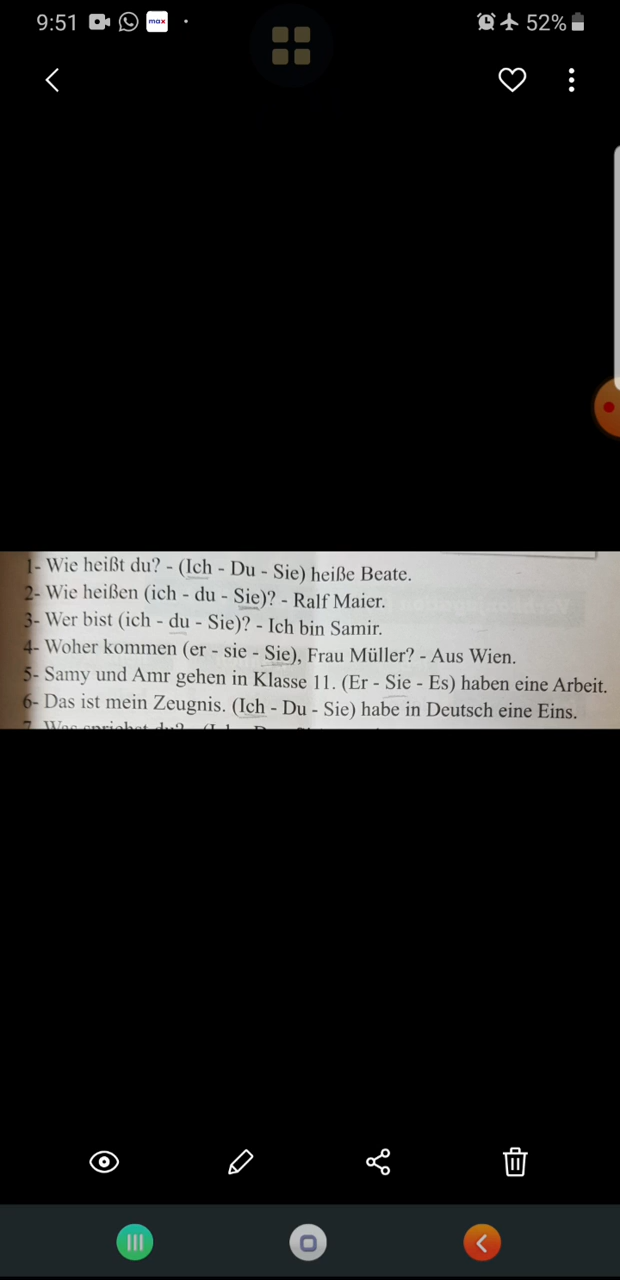 9:51 max 52%
1- Wie heißt du? - (Ich - Du - Sie) heiße Beate.
2- Wie heißen (ich - du - Sie)? - Ralf Maier.
3- Wer bist (ich - du - Sie)? - Ich bin Samir.
4- Woher kommen (er - sie - Sie), Frau Müller? - Aus Wien.
5- Samy und Amr gehen in Klasse 11. (Er - Sie - Es) haben eine Arbeit.
6- Das ist mein Zeugnis. (Ich - Du - Sie) habe in Deutsch eine Eins.